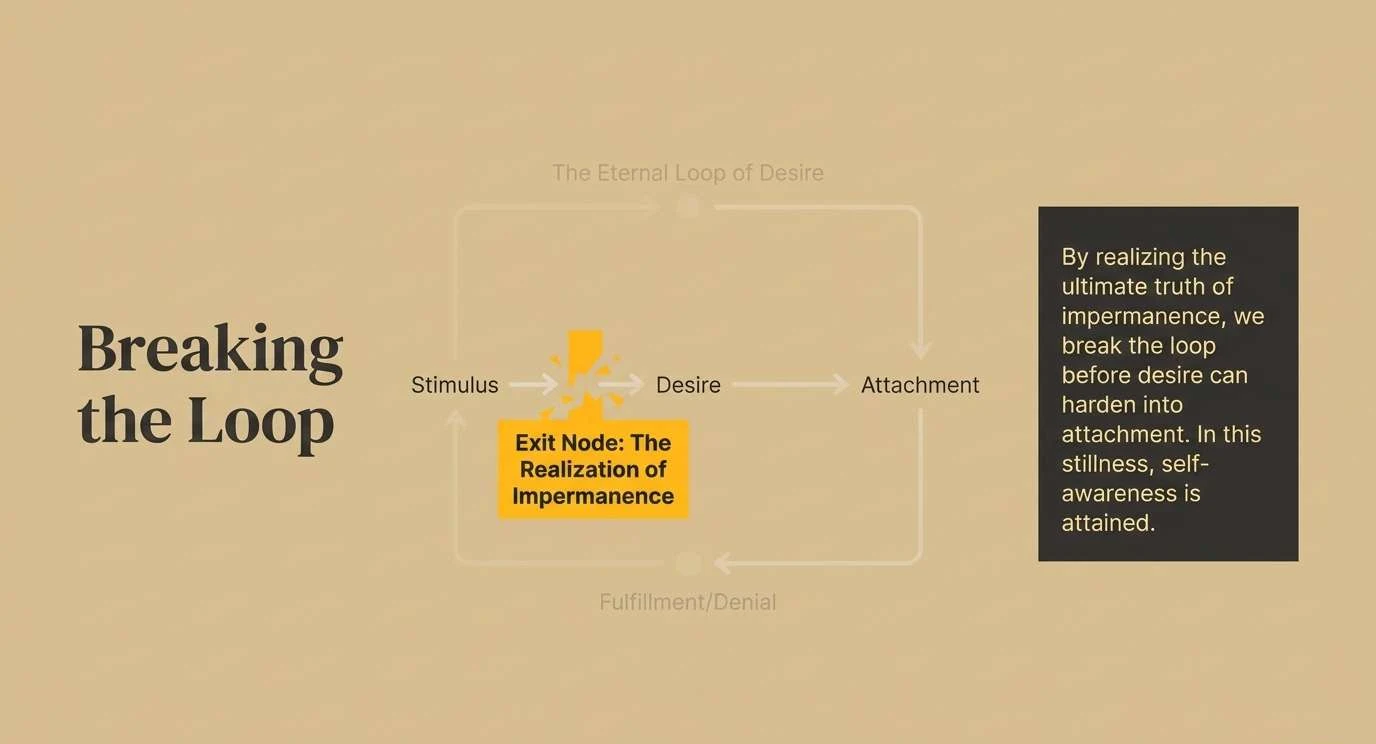 Breaking
the Loop
The Eternal Loop of Desire
Stimulus
Desire
Attachment
Exit Node: The
Realization of
Impermanence
Fulfillment/Denial
By realizing the
ultimate truth of
impermanence, we
break the loop
before desire can
harden into
attachment. In this
stillness, self-
awareness is
attained.